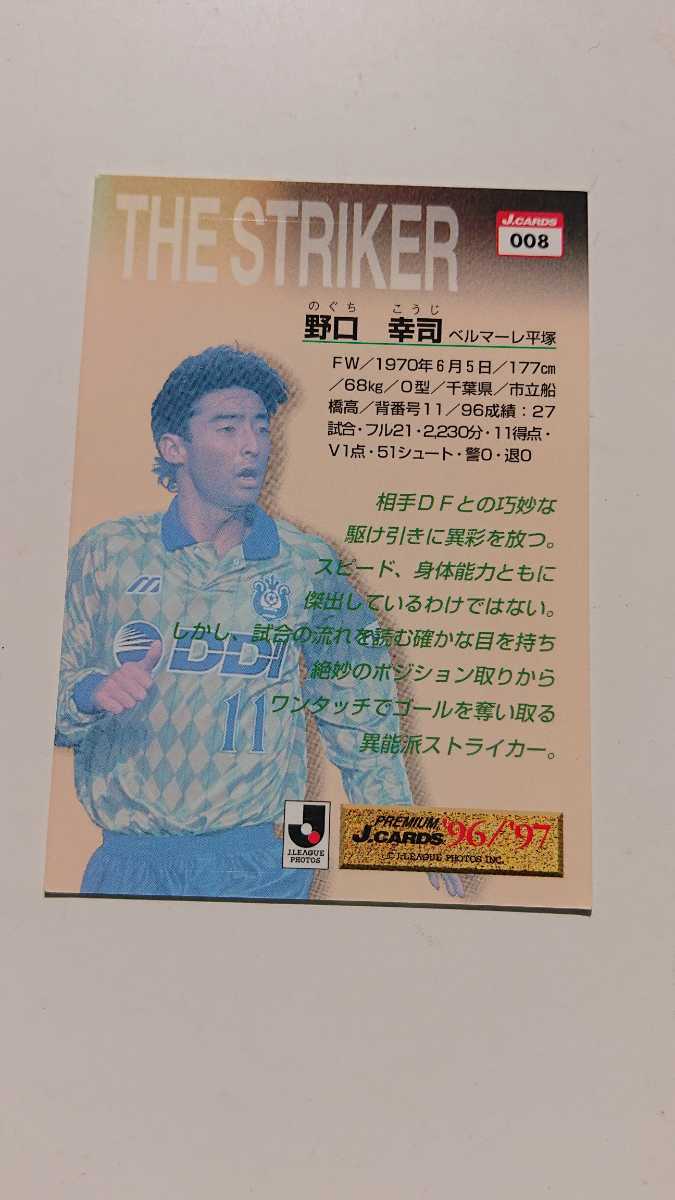 THE STRIKER
J.CARDS
008
のぐち こうじ
野口 幸司 ベルマーレ平塚
FW／1970年6月5日／177cm
／68kg／O型／千葉県／市立船
橋高／背番号11／96成績：27
試合・フル21・2,230分・11得点・
V1点・51シュート・警0・退0
相手DFとの巧妙な
駆け引きに異彩を放つ。
スピード、身体能力ともに
傑出しているわけではない。
しかし、試合の流れを読む確かな目を持ち
絶妙のポジション取りから
ワンタッチでゴールを奪い取る
異能派ストライカー。
DDI
11
J.LEAGUE
PHOTOS
PREMIUM
J.CARDS '96/'97
© J.LEAGUE PHOTOS INC.